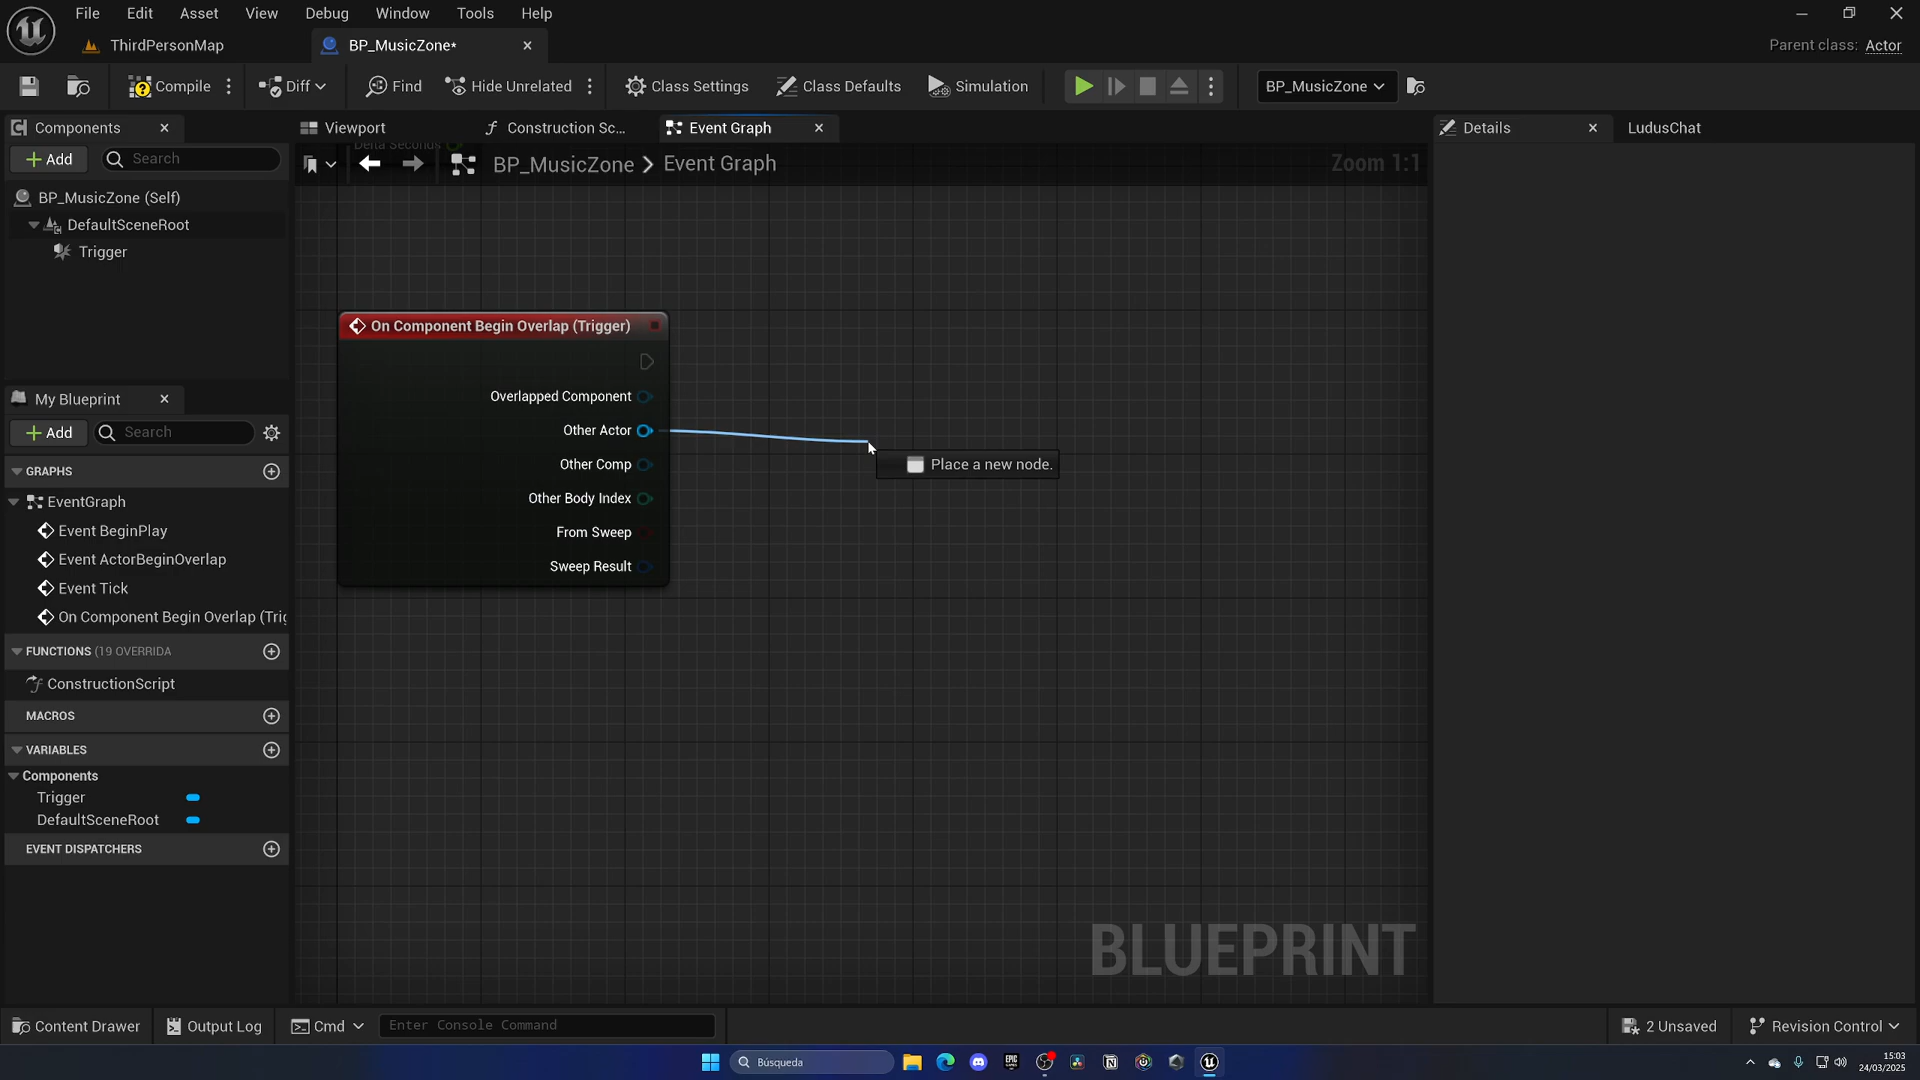 File Edit Asset View Debug Window Tools Help
ThirdPersonMap
BP_MusicZone*
Parent class: Actor
Compile
Diff
Find
Hide Unrelated
Class Settings
Class Defaults
Simulation
BP_MusicZone
Components
Add
Search
BP_MusicZone (Self)
DefaultSceneRoot
Trigger
My Blueprint
Add
Search
GRAPHS
EventGraph
Event BeginPlay
Event ActorBeginOverlap
Event Tick
On Component Begin Overlap (Trig
FUNCTIONS (19 OVERRIDA
ConstructionScript
MACROS
VARIABLES
Components
Trigger
DefaultSceneRoot
EVENT DISPATCHERS
Viewport
Construction Sc...
Event Graph
Delta Seconds
BP_MusicZone > Event Graph
Zoom 1:1
On Component Begin Overlap (Trigger)
Overlapped Component
Other Actor
Other Comp
Other Body Index
From Sweep
Sweep Result
Place a new node.
BLUEPRINT
Details
LudusChat
Content Drawer
Output Log
Cmd
Enter Console Command
2 Unsaved
Revision Control
Búsqueda
EPIC
15:03
24/03/2025